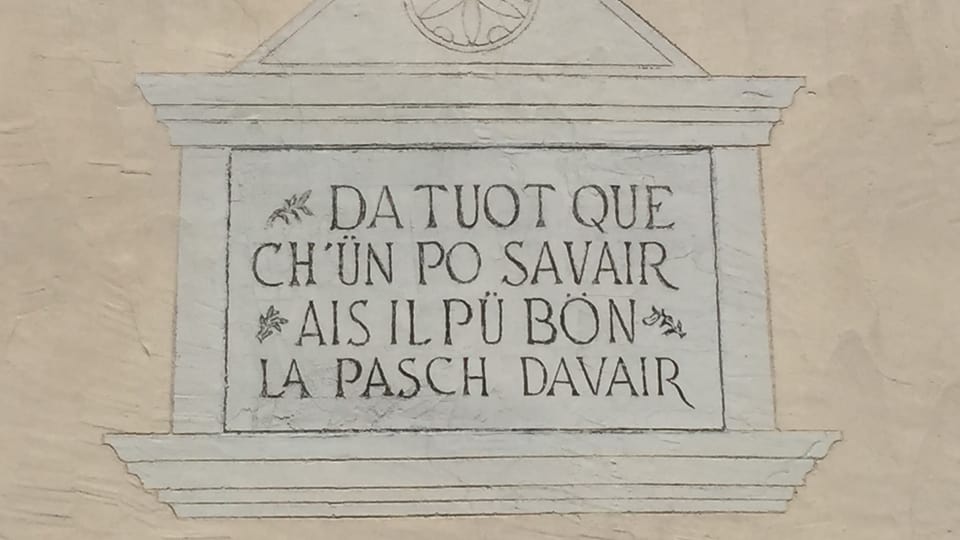 DA TUOT QUE
CH'ÜN PO SAVAIR
AIS IL PÜ BÖN
LA PASCH DAVAIR